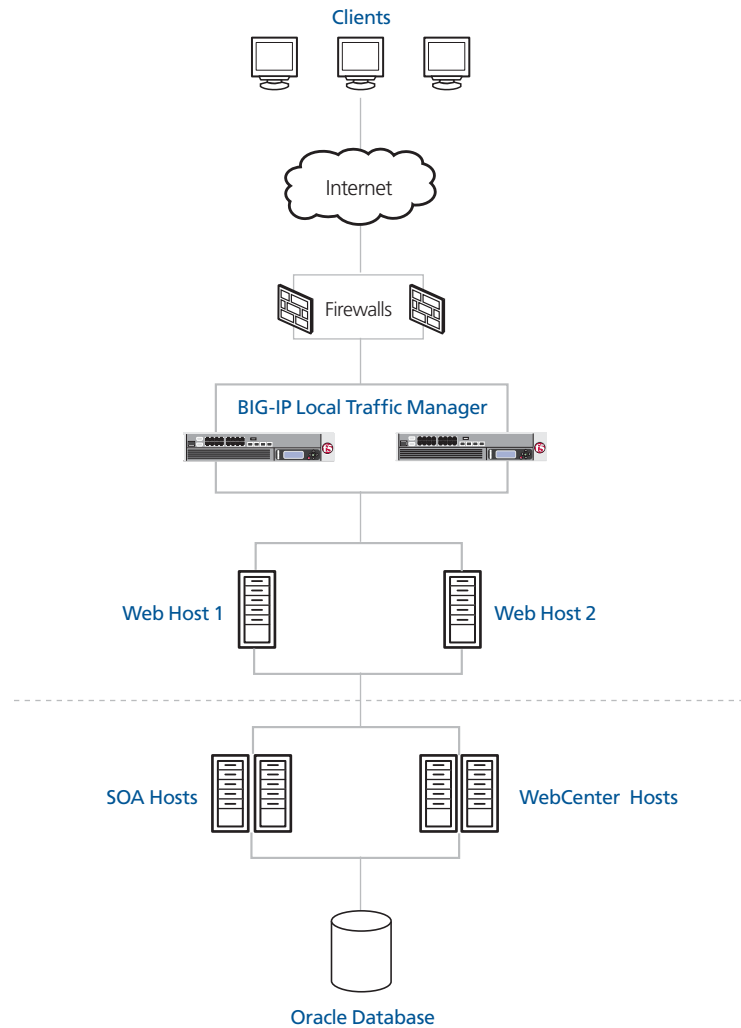 Clients
Internet
Firewalls
BIG-IP Local Traffic Manager
Web Host 1
Web Host 2
SOA Hosts
WebCenter Hosts
Oracle Database